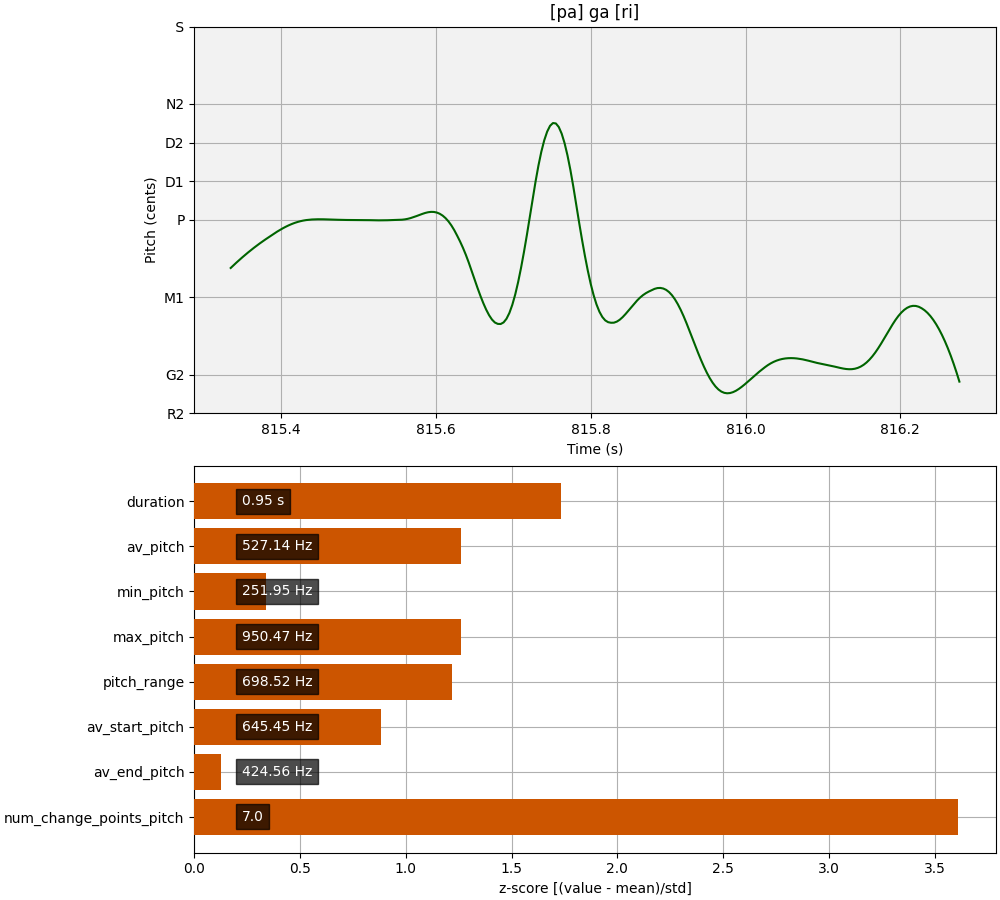 [pa] ga [ri]
S
N2
D2
D1
P
M1
G2
R2
Pitch (cents)
815.4 815.6 815.8 816.0 816.2
Time (s)
duration 0.95 s
av_pitch 527.14 Hz
min_pitch 251.95 Hz
max_pitch 950.47 Hz
pitch_range 698.52 Hz
av_start_pitch 645.45 Hz
av_end_pitch 424.56 Hz
num_change_points_pitch 7.0
0.0 0.5 1.0 1.5 2.0 2.5 3.0 3.5
z-score [(value - mean)/std]